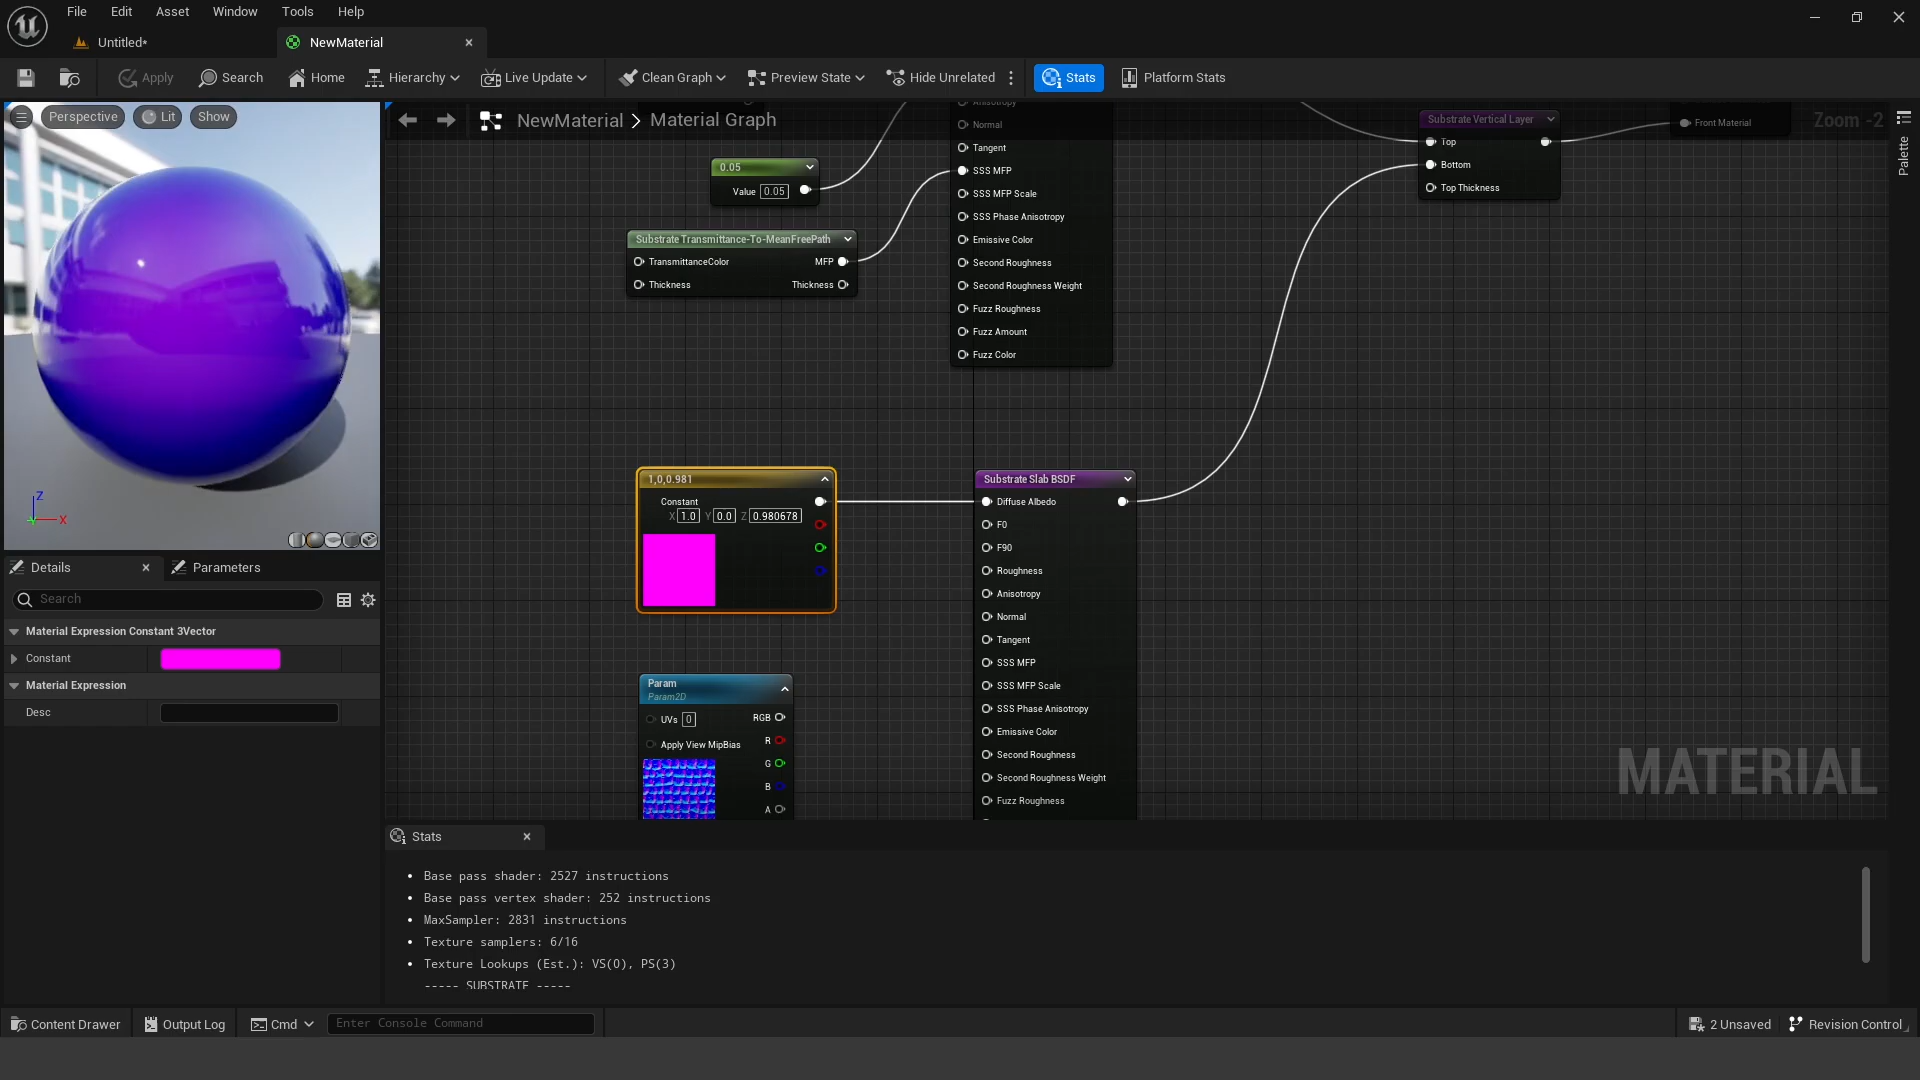 File Edit Asset Window Tools Help
Untitled*
NewMaterial
Apply
Search
Home
Hierarchy
Live Update
Clean Graph
Preview State
Hide Unrelated
Stats
Platform Stats
Perspective
Lit
Show
NewMaterial > Material Graph
Zoom -2
Palette
Anisotropy
Normal
Tangent
SSS MFP
SSS MFP Scale
SSS Phase Anisotropy
Emissive Color
Second Roughness
Second Roughness Weight
Fuzz Roughness
Fuzz Amount
Fuzz Color
0.05
Value 0.05
Substrate Transmittance-To-MeanFreePath
TransmittanceColor MFP
Thickness Thickness
Substrate Vertical Layer
Top
Bottom
Top Thickness
Front Material
1,0,0.981
Constant
X 1.0 Y 0.0 Z 0.980678
Substrate Slab BSDF
Diffuse Albedo
F0
F90
Roughness
Anisotropy
Normal
Tangent
SSS MFP
SSS MFP Scale
SSS Phase Anisotropy
Emissive Color
Second Roughness
Second Roughness Weight
Fuzz Roughness
Param
Param2D
UVs 0 RGB
R
Apply View MipBias
G
B
A
MATERIAL
Z
X
Details
Parameters
Search
Material Expression Constant 3Vector
Constant
Material Expression
Desc
Stats
• Base pass shader: 2527 instructions
• Base pass vertex shader: 252 instructions
• MaxSampler: 2831 instructions
• Texture samplers: 6/16
• Texture Lookups (Est.): VS(0), PS(3)
----- SUBSTRATE -----
Content Drawer
Output Log
Cmd
Enter Console Command
2 Unsaved
Revision Control